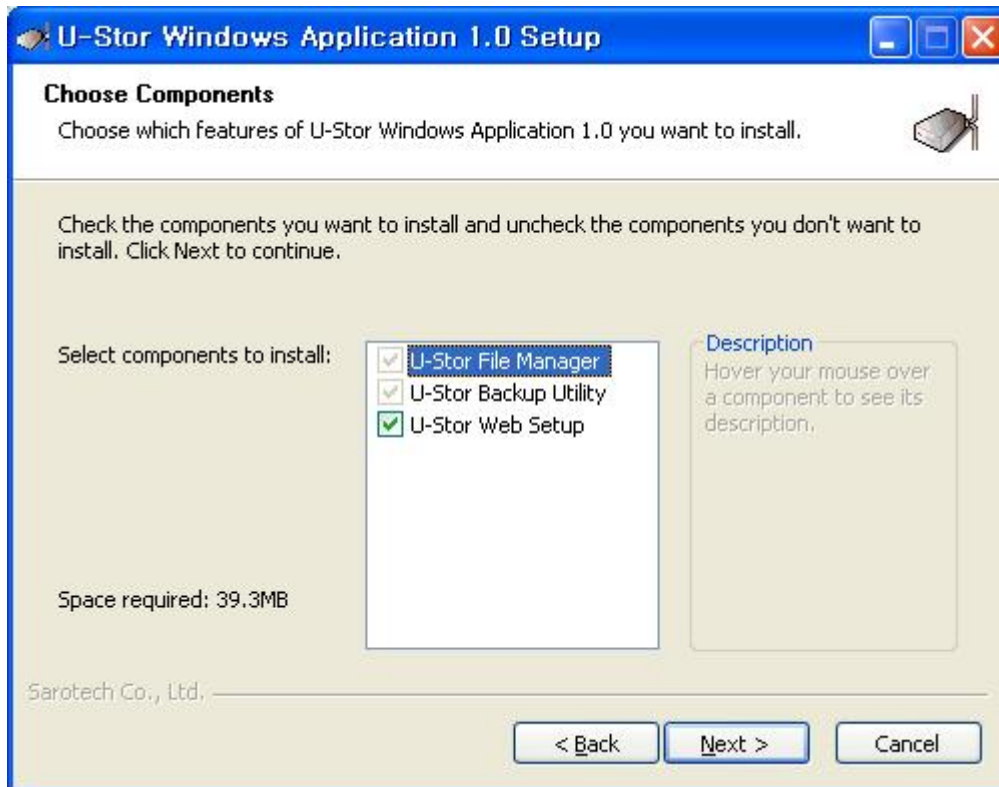 U-Stor Windows Application 1.0 Setup
Choose Components
Choose which features of U-Stor Windows Application 1.0 you want to install.
Check the components you want to install and uncheck the components you don't want to
install. Click Next to continue.
Select components to install:
U-Stor File Manager
U-Stor Backup Utility
U-Stor Web Setup
Description
Hover your mouse over
a component to see its
description.
Space required: 39.3MB
Sarotech Co., Ltd.
< Back
Next >
Cancel